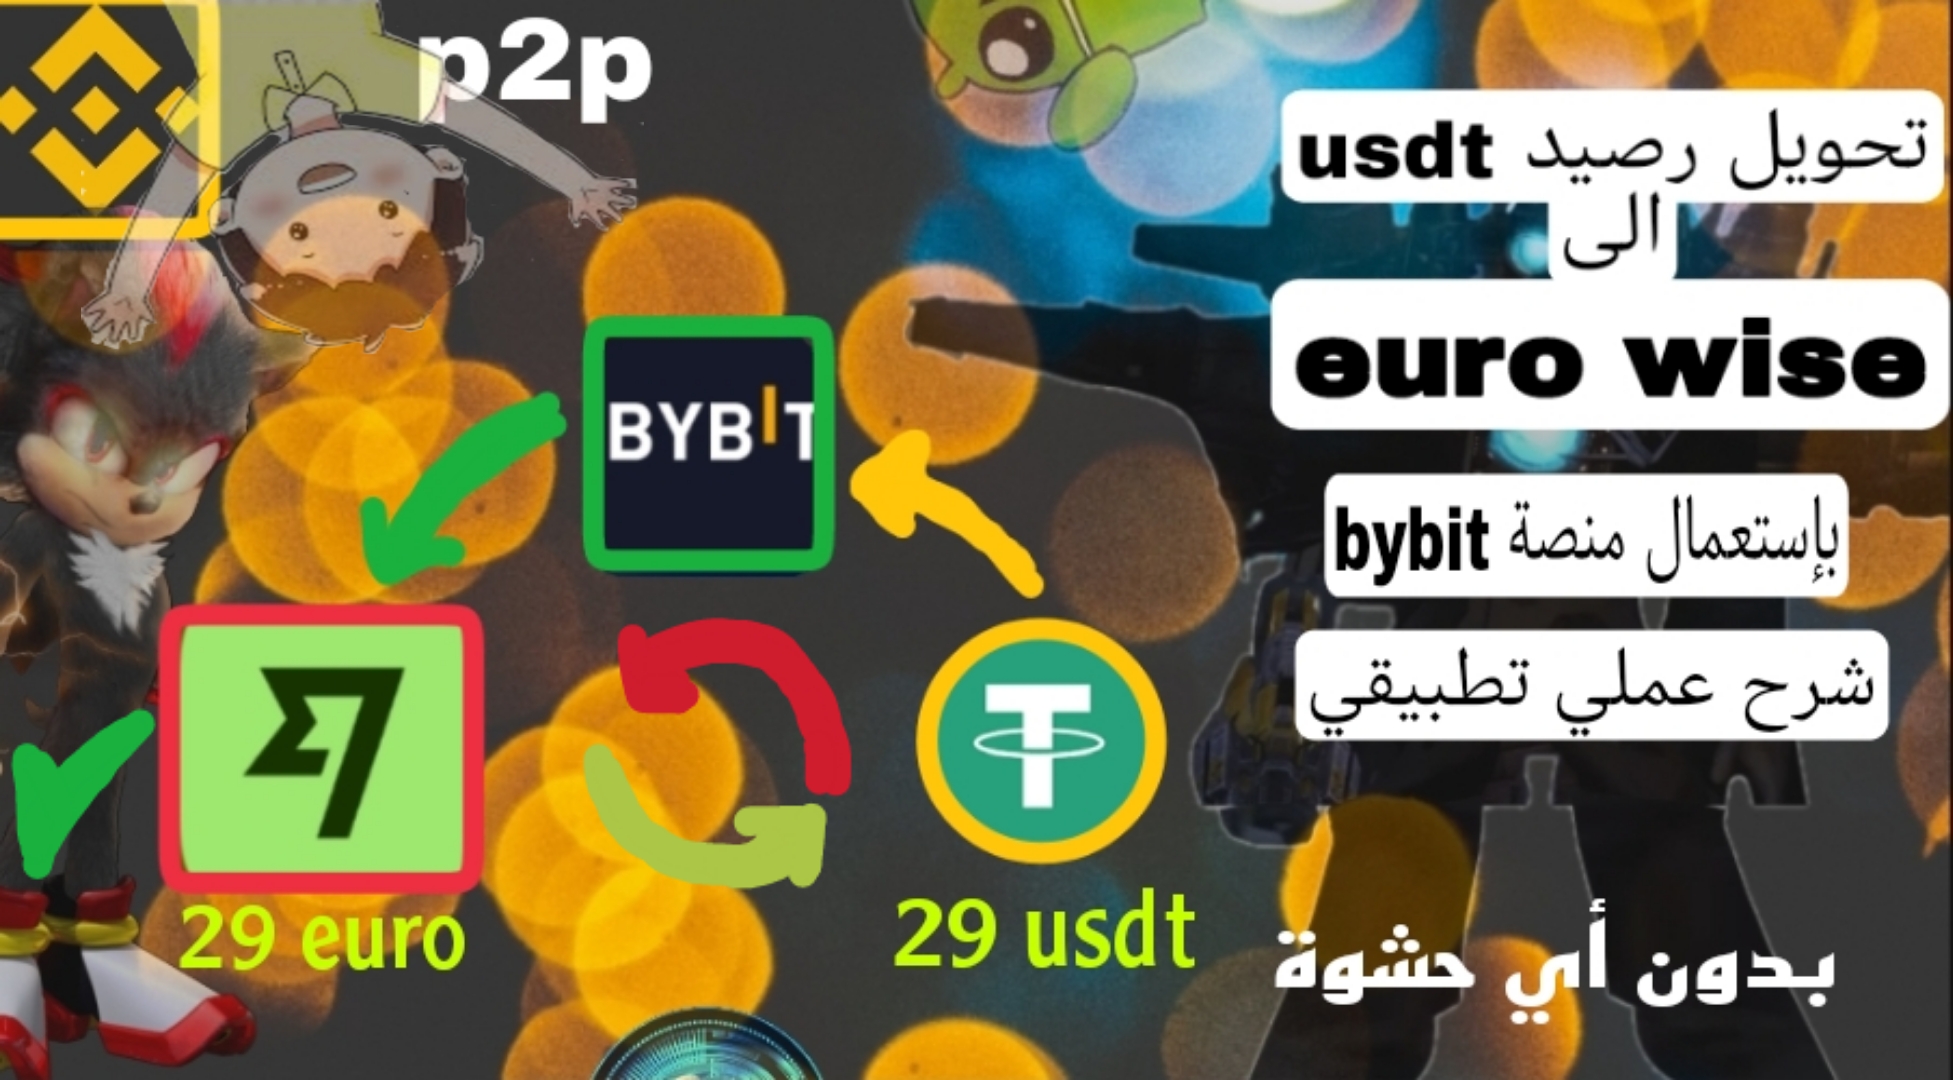 p2p
تحويل رصيد usdt
الى
euro wise
BYBIT
بإستعمال منصة bybit
شرح عملي تطبيقي
29 euro
29 usdt
بدون أي حشوة